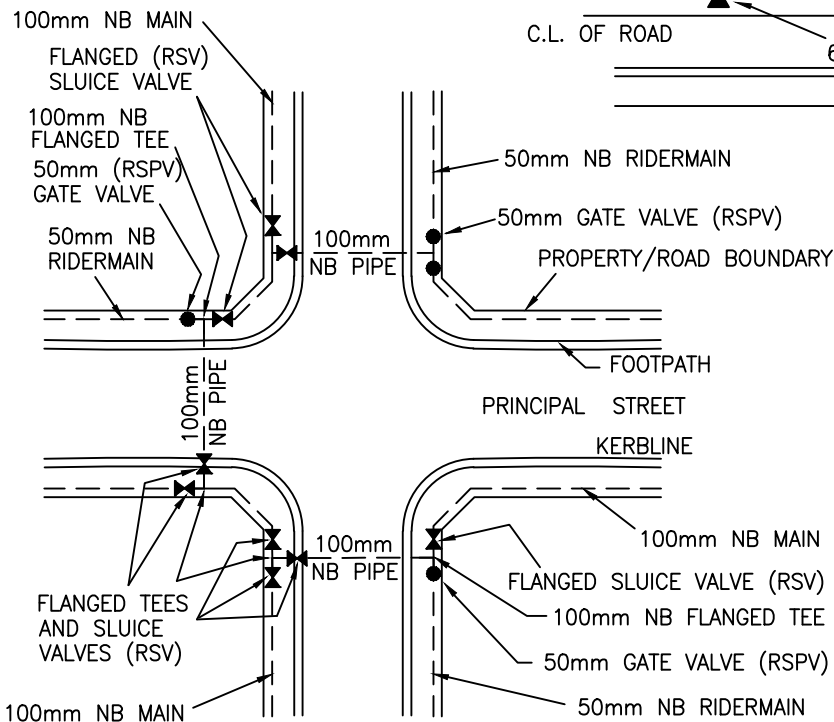 100mm NB MAIN
C.L. OF ROAD
6
FLANGED (RSV)
SLUICE VALVE
100mm NB
FLANGED TEE
50mm (RSPV)
GATE VALVE
50mm NB
RIDERMAIN
50mm NB RIDERMAIN
50mm GATE VALVE (RSPV)
100mm
NB PIPE
PROPERTY/ROAD BOUNDARY
100mm
NB PIPE
FOOTPATH
PRINCIPAL STREET
KERBLINE
100mm
NB PIPE
100mm NB MAIN
FLANGED SLUICE VALVE (RSV)
FLANGED TEES
AND SLUICE
VALVES (RSV)
100mm NB FLANGED TEE
50mm GATE VALVE (RSPV)
100mm NB MAIN
50mm NB RIDERMAIN